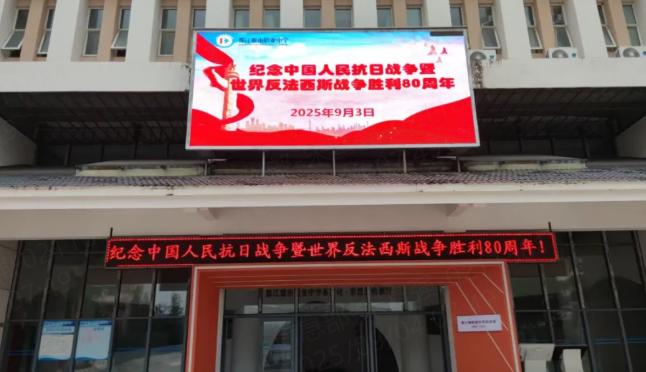 纪念中国人民抗日战争暨
世界反法西斯战争胜利80周年
2025年9月3日
纪念中国人民抗日战争暨世界反法西斯战争胜利80周年！